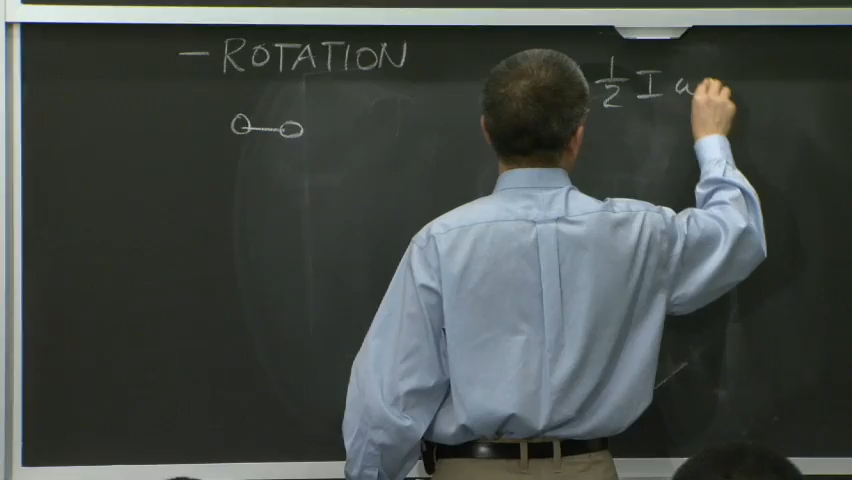 - ROTATION
1/2 I ω